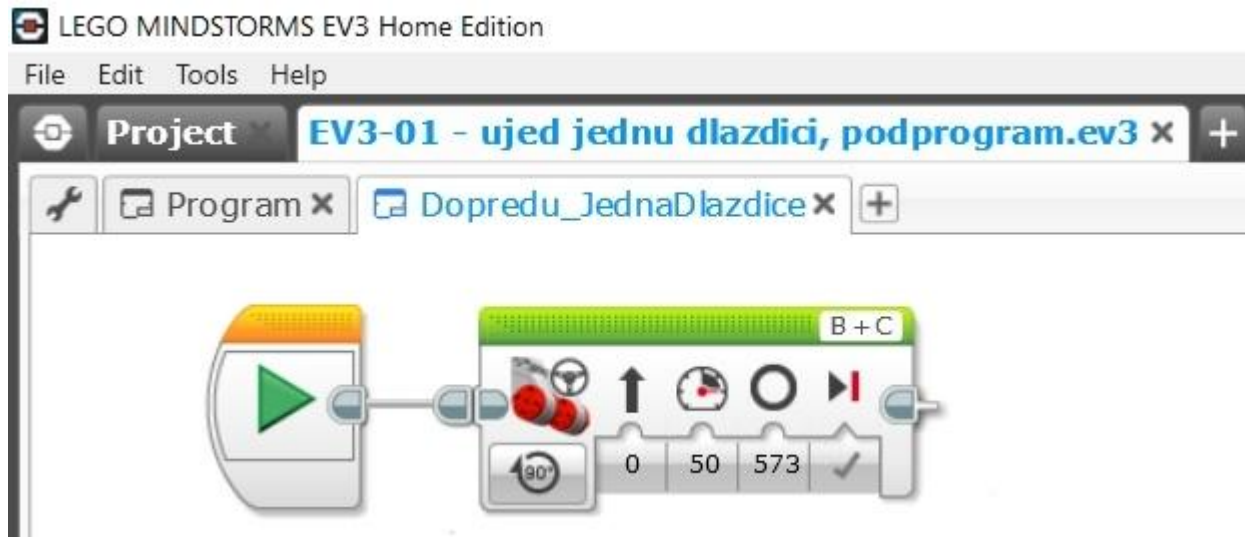 LEGO MINDSTORMS EV3 Home Edition
File Edit Tools Help
Project EV3-01 - ujed jednu dlazdici, podprogram.ev3
Program Dopredu_JednaDlazdice
B + C
90°
0 50 573